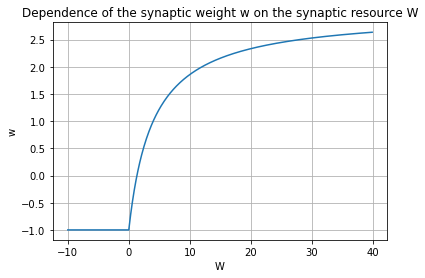 Dependence of the synaptic weight w on the synaptic resource W
2.5
2.0
1.5
1.0
0.5
0.0
−0.5
−1.0
w
−10 0 10 20 30 40
W